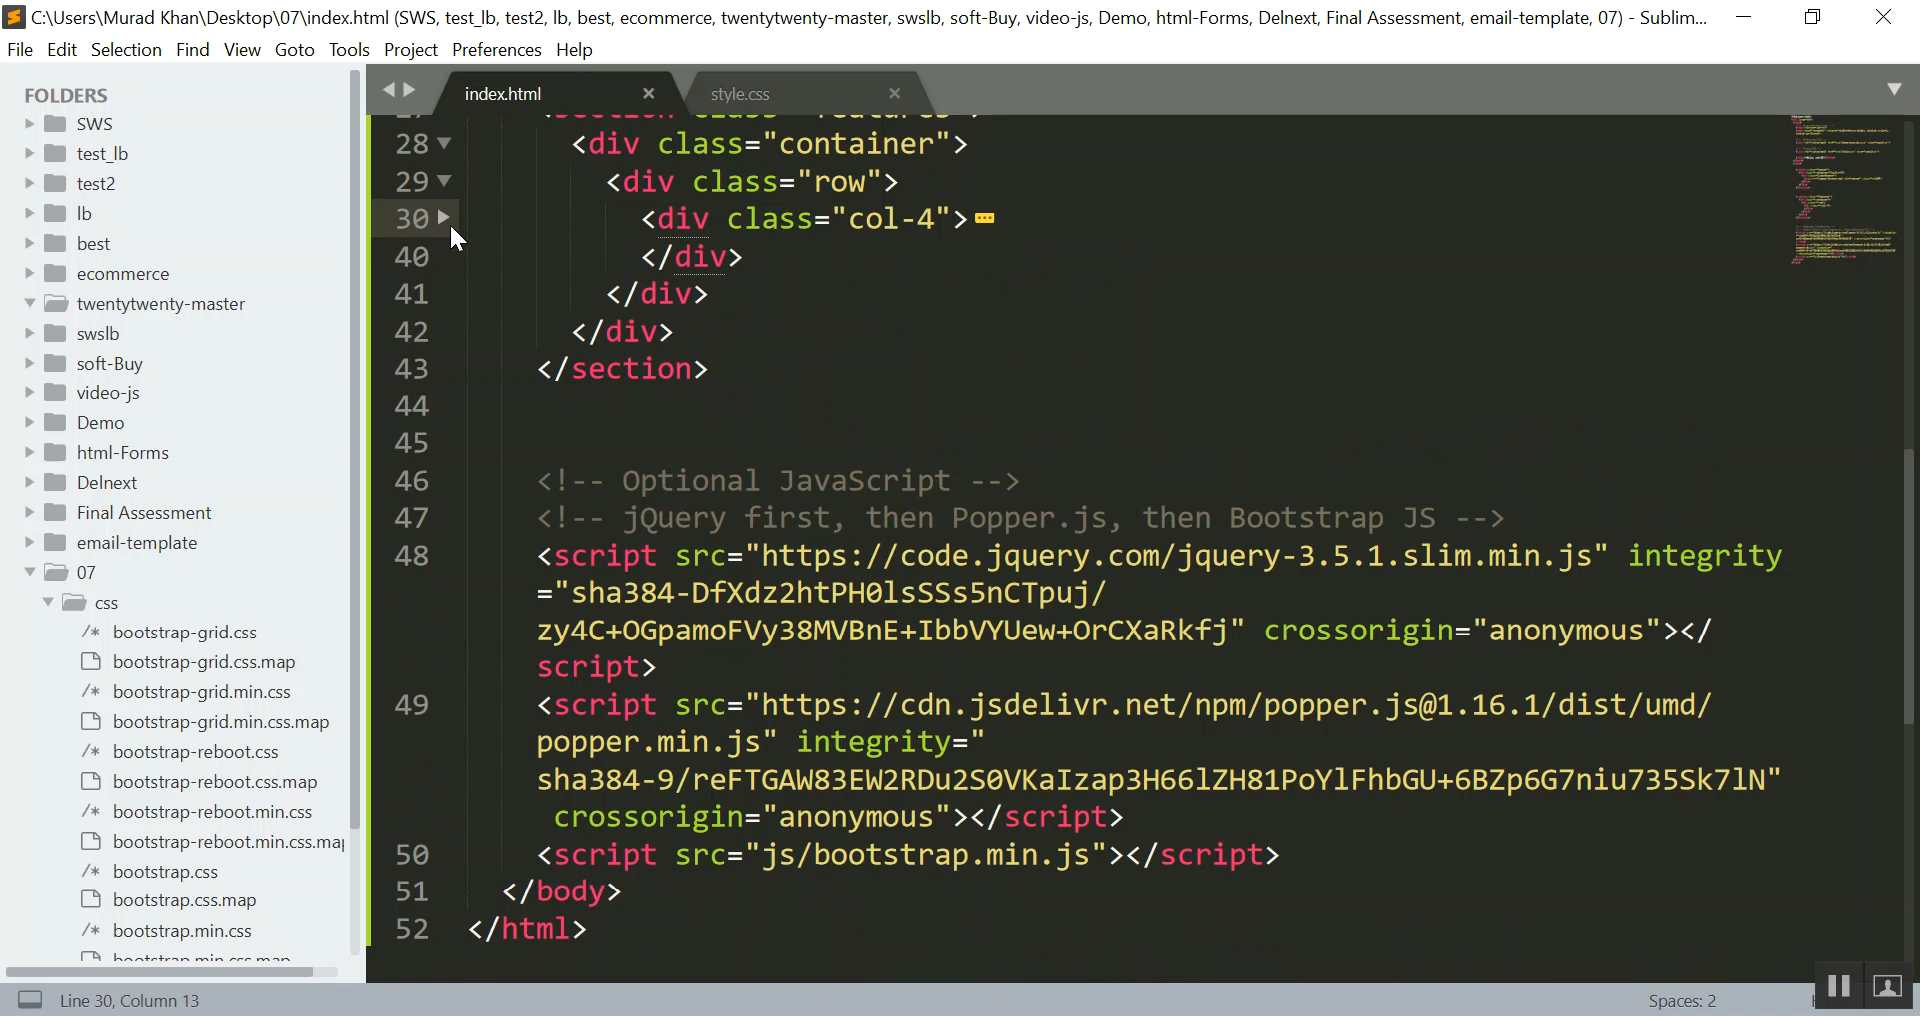 C:\Users\Murad Khan\Desktop\07\index.html (SWS, test_lb, test2, lb, best, ecommerce, twentytwenty-master, swslb, soft-Buy, video-js, Demo, html-Forms, Delnext, Final Assessment, email-template, 07) - Sublim...
File Edit Selection Find View Goto Tools Project Preferences Help
FOLDERS
SWS
test_lb
test2
lb
best
ecommerce
twentytwenty-master
swslb
soft-Buy
video-js
Demo
html-Forms
Delnext
Final Assessment
email-template
07
css
/* bootstrap-grid.css
bootstrap-grid.css.map
/* bootstrap-grid.min.css
bootstrap-grid.min.css.map
/* bootstrap-reboot.css
bootstrap-reboot.css.map
/* bootstrap-reboot.min.css
bootstrap-reboot.min.css.ma
/* bootstrap.css
bootstrap.css.map
/* bootstrap.min.css
bootstrap.min.css.map
index.html
style.css
28 <div class="container">
29 <div class="row">
30 <div class="col-4">
40 </div>
41 </div>
42 </div>
43 </section>
44
45
46 <!-- Optional JavaScript -->
47 <!-- jQuery first, then Popper.js, then Bootstrap JS -->
48 <script src="https://code.jquery.com/jquery-3.5.1.slim.min.js" integrity
="sha384-DfXdz2htPH0lsSSs5nCTpuj/
zy4C+OGpamoFVy38MVBnE+IbbVYUew+OrCXaRkfj" crossorigin="anonymous"></
script>
49 <script src="https://cdn.jsdelivr.net/npm/popper.js@1.16.1/dist/umd/
popper.min.js" integrity="
sha384-9/reFTGAW83EW2RDu2S0VKaIzap3H66lZH81PoYlFhbGU+6BZp6G7niu735Sk7lN"
crossorigin="anonymous"></script>
50 <script src="js/bootstrap.min.js"></script>
51 </body>
52 </html>
Line 30, Column 13
Spaces: 2